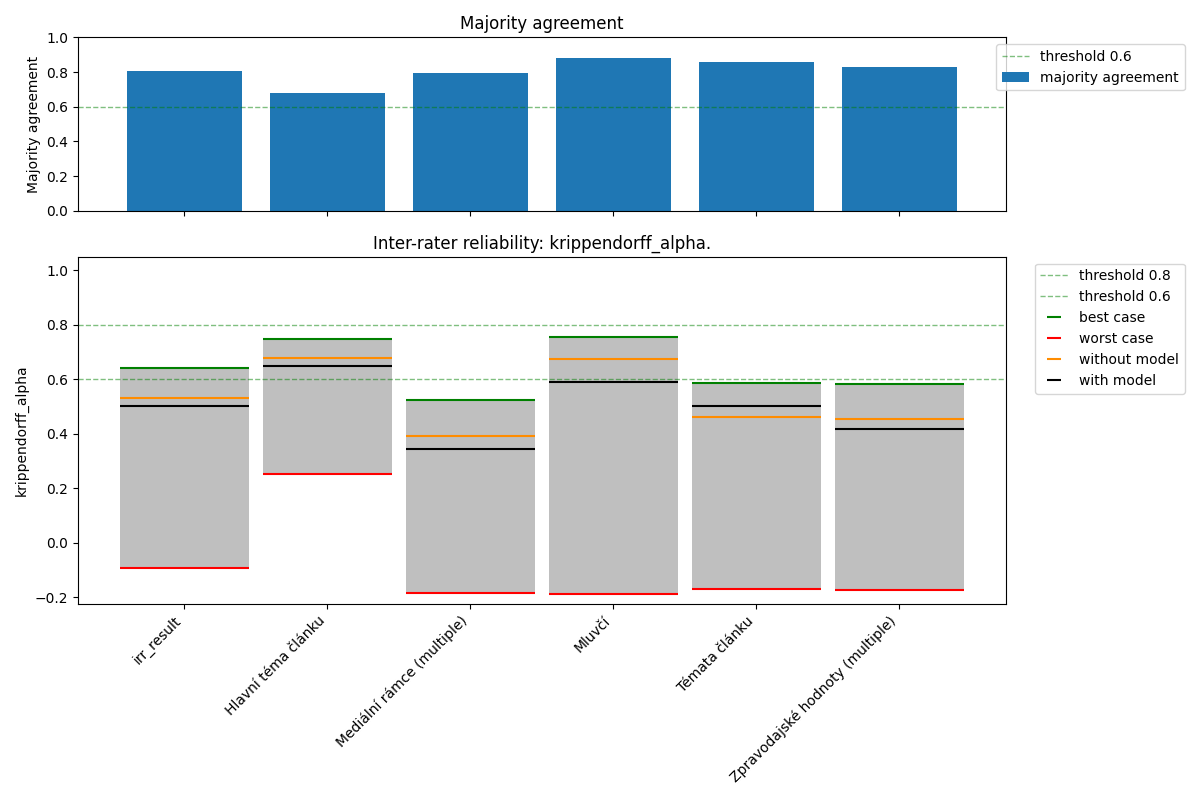 Majority agreement
Majority agreement
1.0
0.8
0.6
0.4
0.2
0.0
threshold 0.6
majority agreement
Inter-rater reliability: krippendorff_alpha.
krippendorff_alpha
1.0
0.8
0.6
0.4
0.2
0.0
−0.2
threshold 0.8
threshold 0.6
best case
worst case
without model
with model
irr_result
Hlavní téma článku
Mediální rámce (multiple)
Mluvčí
Témata článku
Zpravodajské hodnoty (multiple)